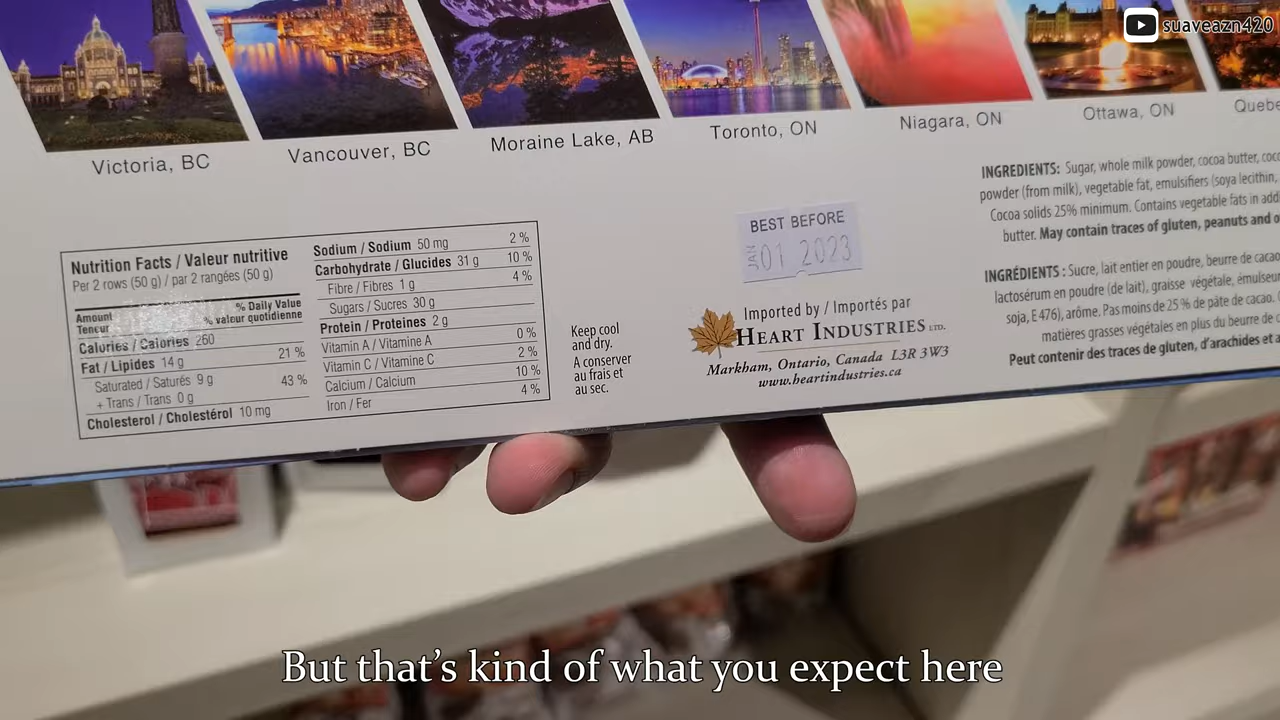 suaveazn420
Victoria, BC
Vancouver, BC
Moraine Lake, AB
Toronto, ON
Niagara, ON
Ottawa, ON
Nutrition Facts / Valeur nutritive
Per 2 rows (50 g) / par 2 rangées (50 g)
Amount
Teneur
% Daily Value
% valeur quotidienne
Calories / Calories 260
Fat / Lipides 14 g 21 %
Saturated / Saturés 9 g
+ Trans / Trans 0 g 43 %
Cholesterol / Cholestérol 10 mg
Sodium / Sodium 50 mg 2 %
Carbohydrate / Glucides 31 g 10 %
Fibre / Fibres 1 g 4 %
Sugars / Sucres 30 g
Protein / Proteines 2 g
Vitamin A / Vitamine A 0 %
Vitamin C / Vitamine C 2 %
Calcium / Calcium 10 %
Iron / Fer 4 %
Keep cool
and dry.
A conserver
au frais et
au sec.
BEST BEFORE
JAN 01 2023
Imported by / Importés par
HEART INDUSTRIES LTD.
Markham, Ontario, Canada L3R 3W3
www.heartindustries.ca
INGREDIENTS: Sugar, whole milk powder, cocoa butter,
powder (from milk), vegetable fat, emulsifiers (soya lecithin,
Cocoa solids 25% minimum. Contains vegetable fats in
butter. May contain traces of gluten, peanuts and
INGRÉDIENTS : Sucre, lait entier en poudre, beurre de cacao
lactosérum en poudre (de lait), graisse végétale,
soja, E 476), arôme. Pas moins de 25 % de pâte de cacao.
matières grasses végétales en plus du beurre de
Peut contenir des traces de gluten, d'arachides et
But that's kind of what you expect here